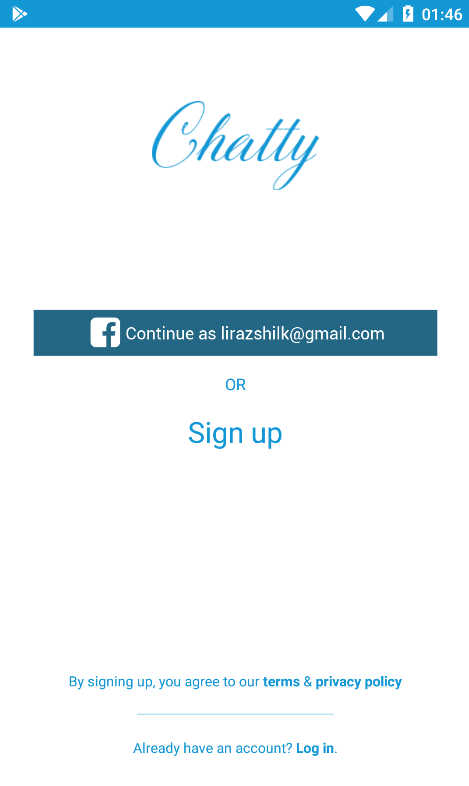 01:46
Chatty
Continue as lirazshilk@gmail.com
OR
Sign up
By signing up, you agree to our terms & privacy policy
Already have an account? Log in.